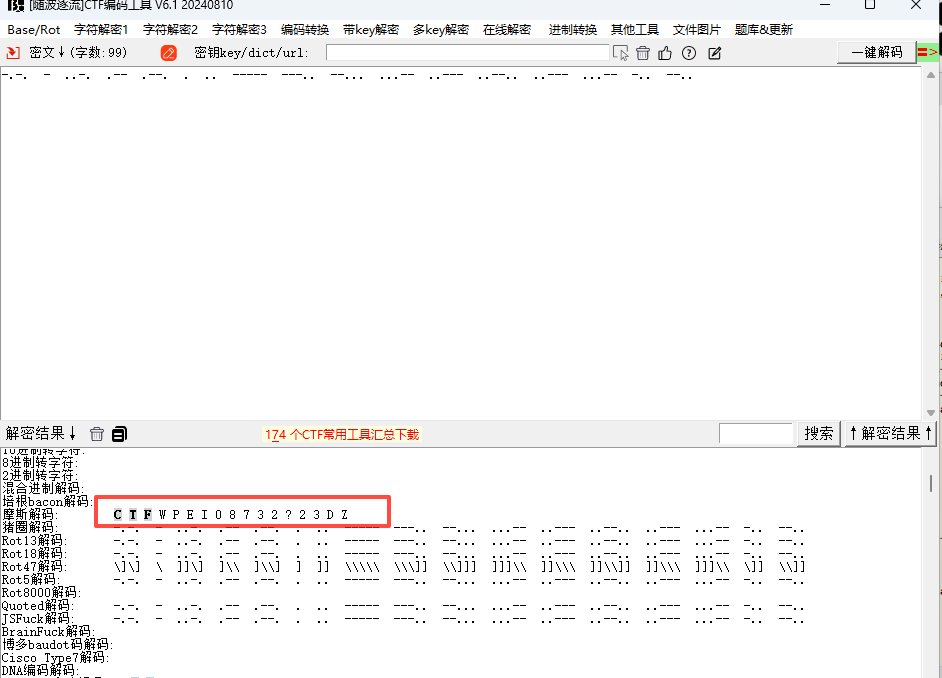 [随波逐流]CTF编码工具 V6.1 20240810
Base/Rot 字符解密1 字符解密2 字符解密3 编码转换 带key解密 多key解密 在线解密 进制转换 其他工具 文件图片 题库&更新
密文↓(字数:99) 密钥key/dict/url: 一键解码 =>
-.-. - ..-. .-- .--. . .. ----- ---.. --... ...-- ..--- ..--.. ..--- ...-- -.. --..
解密结果↓ 174 个CTF常用工具汇总下载 搜索 ↑解密结果↑
10进制转字符:
8进制转字符:
2进制转字符:
混合进制解码:
培根bacon解码:
摩斯解码: C T F W P E I 0 8 7 3 2 ? 2 3 D Z
猪圈解码: -.-. - ..-. .-- .--. . .. ----- ---.. --... ...-- ..--- ..--.. ..--- ...-- -.. --..
Rot13解码: -.-. - ..-. .-- .--. . .. ----- ---.. --... ...-- ..--- ..--.. ..--- ...-- -.. --..
Rot18解码: -.-. - ..-. .-- .--. . .. ----- ---.. --... ...-- ..--- ..--.. ..--- ...-- -.. --..
Rot47解码: \]\] \ ]]\] ]\\ ]\\] ] ]] \\\\\ \\\]] \\]]] ]]]\\ ]]\\\ ]]\\]] ]]\\\ ]]]\\ \]] \\]]
Rot5解码: -.-. - ..-. .-- .--. . .. ----- ---.. --... ...-- ..--- ..--.. ..--- ...-- -.. --..
Rot8000解码:
Quoted解码: -.-. - ..-. .-- .--. . .. ----- ---.. --... ...-- ..--- ..--.. ..--- ...-- -.. --..
JSFuck解码: -.-. - ..-. .-- .--. . .. ----- ---.. --... ...-- ..--- ..--.. ..--- ...-- -.. --..
BrainFuck解码:
博多baudot码解码:
Cisco Type7解码:
DNA编码解码: